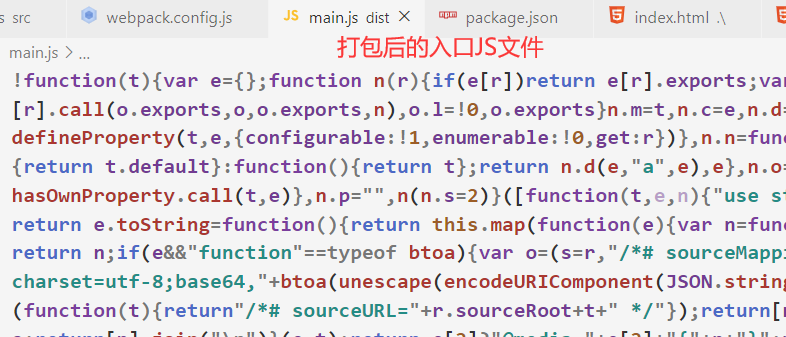 src webpack.config.js main.js dist package.json index.html .\
main.js > ...
打包后的入口JS文件
!function(t){var e={};function n(r){if(e[r])return e[r].exports;var
[r].call(o.exports,o,o.exports,n),o.l=!0,o.exports}n.m=t,n.c=e,n.d=
defineProperty(t,e,{configurable:!1,enumerable:!0,get:r})},n.n=func
{return t.default}:function(){return t};return n.d(e,"a",e),e},n.o=
hasOwnProperty.call(t,e)},n.p="",n(n.s=2)}([function(t,e,n){"use st
return e.toString=function(){return this.map(function(e){var n=func
return n;if(e&&"function"==typeof btoa){var o=(s=r,"/*# sourceMappi
charset=utf-8;base64,"+btoa(unescape(encodeURIComponent(JSON.string
(function(t){return"/*# sourceURL="+r.sourceRoot+t+" */"});return[n